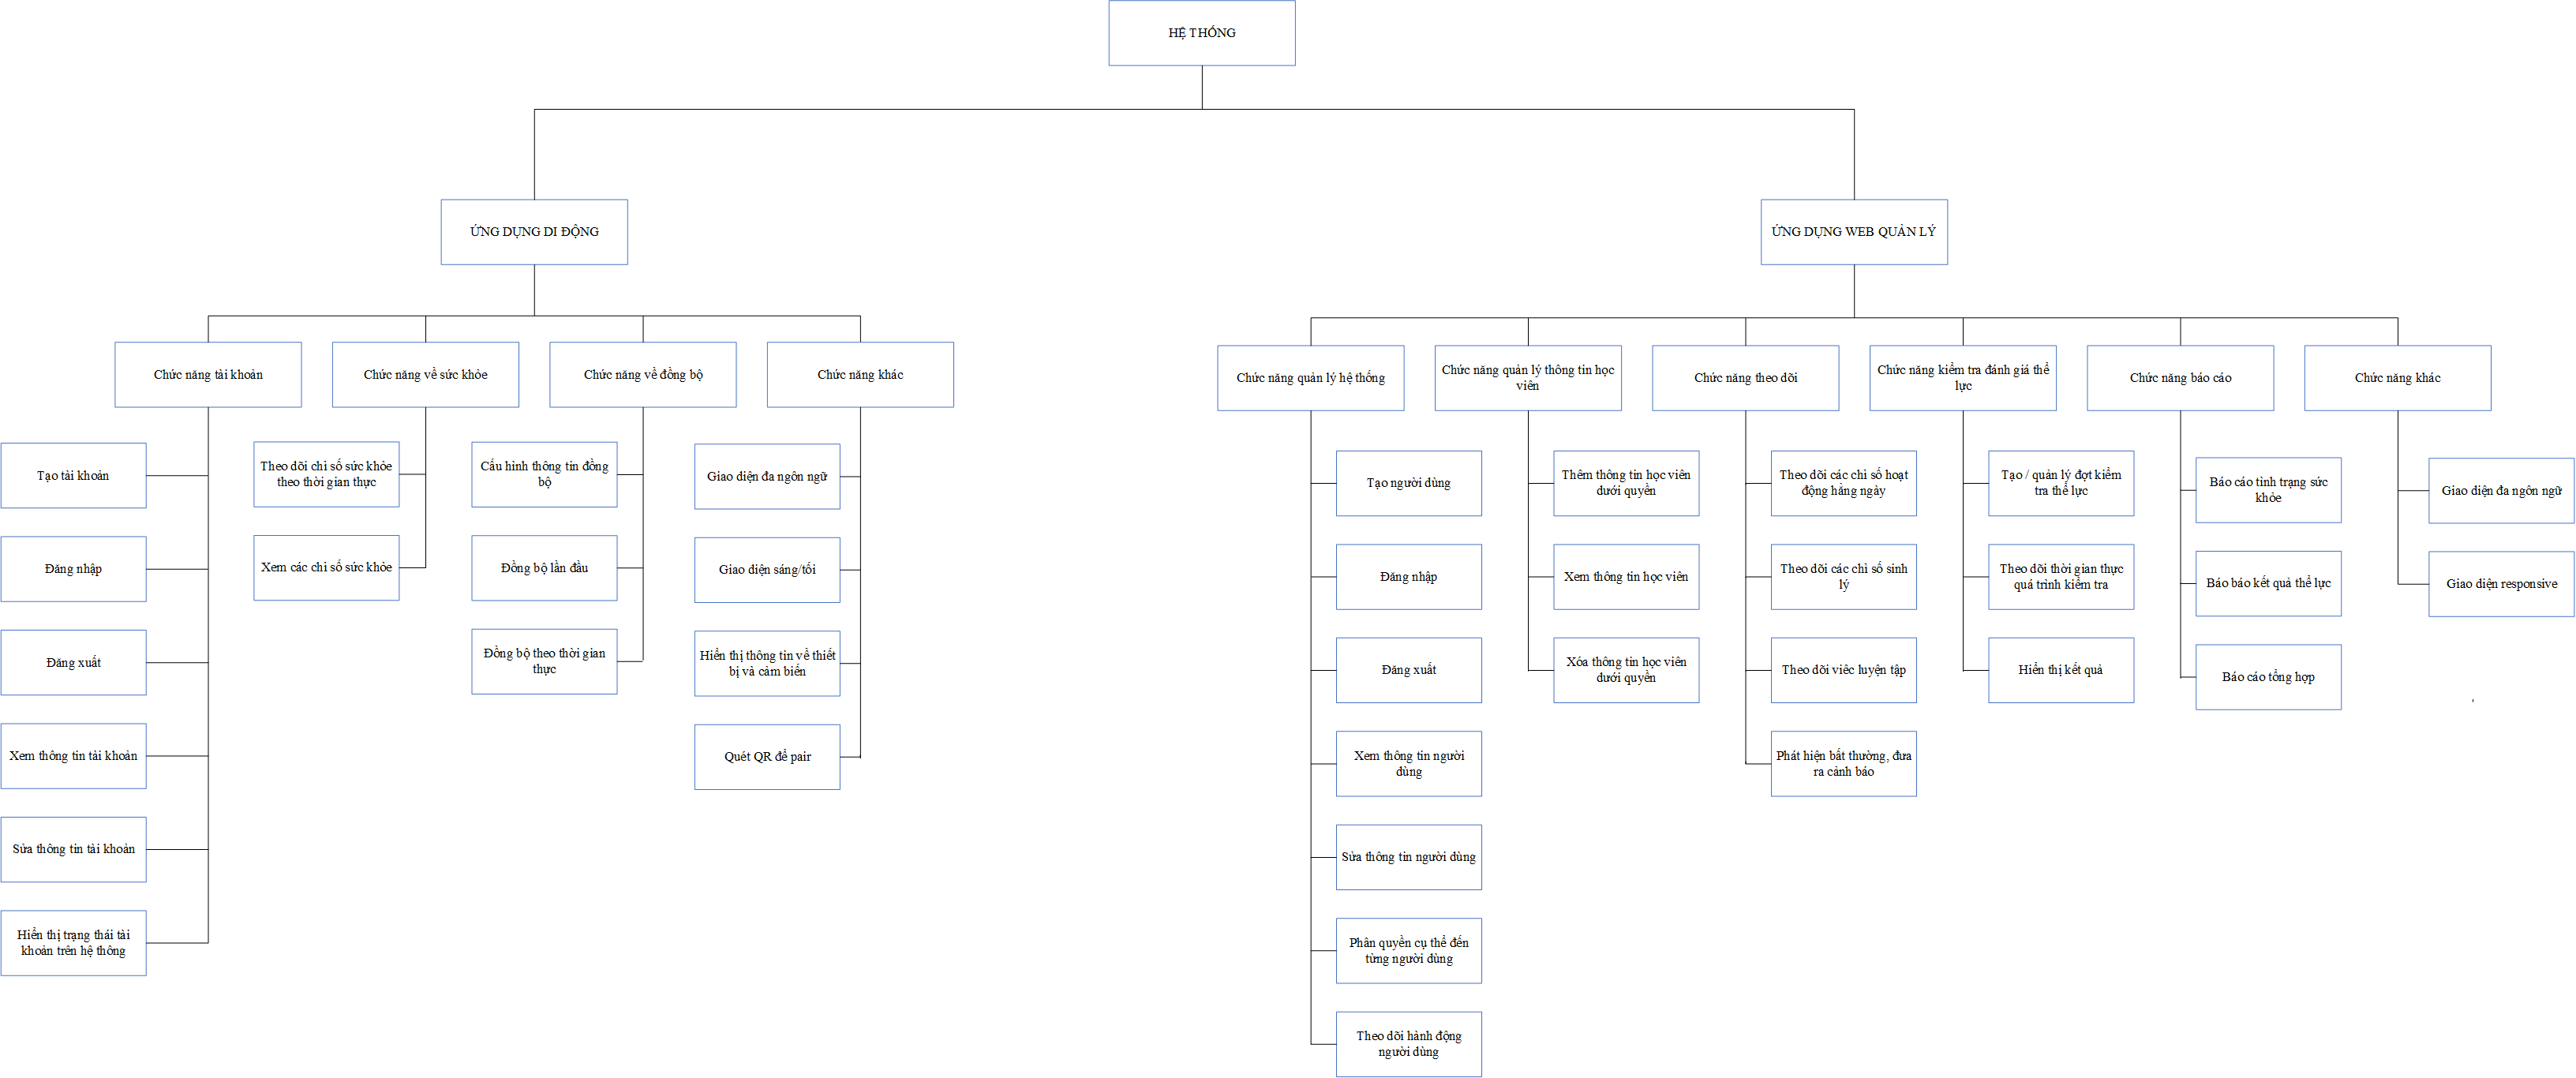 HỆ THỐNG
ỨNG DỤNG DI ĐỘNG
ỨNG DỤNG WEB QUẢN LÝ
Chức năng tài khoản
Chức năng về sức khỏe
Chức năng về đồng bộ
Chức năng khác
Tạo tài khoản
Đăng nhập
Đăng xuất
Xem thông tin tài khoản
Sửa thông tin tài khoản
Hiển thị trạng thái tài
khoản trên hệ thông
Theo dõi chỉ số sức khỏe
theo thời gian thực
Xem các chỉ số sức khỏe
Cấu hình thông tin đồng
bộ
Đồng bộ lần đầu
Đồng bộ theo thời gian
thực
Giao diện đa ngôn ngữ
Giao diện sáng/tối
Hiển thị thông tin về thiết
bị và cảm biến
Quét QR để pair
Chức năng quản lý hệ thống
Chức năng quản lý thông tin học
viên
Chức năng theo dõi
Chức năng kiểm tra đánh giá thể
lực
Chức năng báo cáo
Chức năng khác
Tạo người dùng
Đăng nhập
Đăng xuất
Xem thông tin người
dùng
Sửa thông tin người dùng
Phân quyền cụ thể đến
từng người dùng
Theo dõi hành động
người dùng
Thêm thông tin học viên
dưới quyền
Xem thông tin học viên
Xóa thông tin học viên
dưới quyền
Theo dõi các chỉ số hoạt
động hằng ngày
Theo dõi các chỉ số sinh
lý
Theo dõi viêc luyện tập
Phát hiện bất thường, đưa
ra cảnh báo
Tạo / quản lý đợt kiểm
tra thể lực
Theo dõi thời gian thực
quá trình kiểm tra
Hiển thị kết quả
Báo cáo tình trạng sức
khỏe
Báo báo kết quả thể lực
Báo cáo tổng hợp
Giao diện đa ngôn ngữ
Giao diện responsive